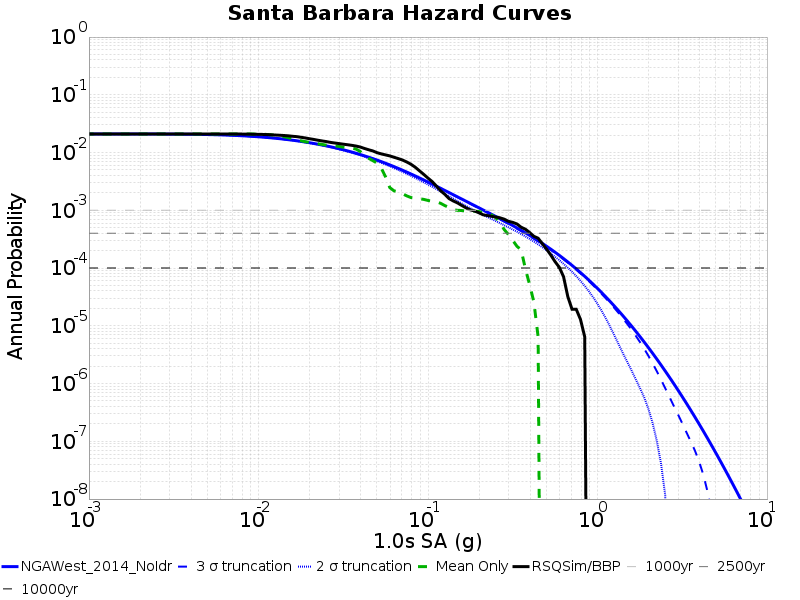 Santa Barbara Hazard Curves
Annual Probability
10^0
10^-1
10^-2
10^-3
10^-4
10^-5
10^-6
10^-7
10^-8
10^-3 10^-2 10^-1 10^0 10^1
1.0s SA (g)
NGAWest_2014_NoIdr 3 σ truncation 2 σ truncation Mean Only RSQSim/BBP 1000yr 2500yr
10000yr